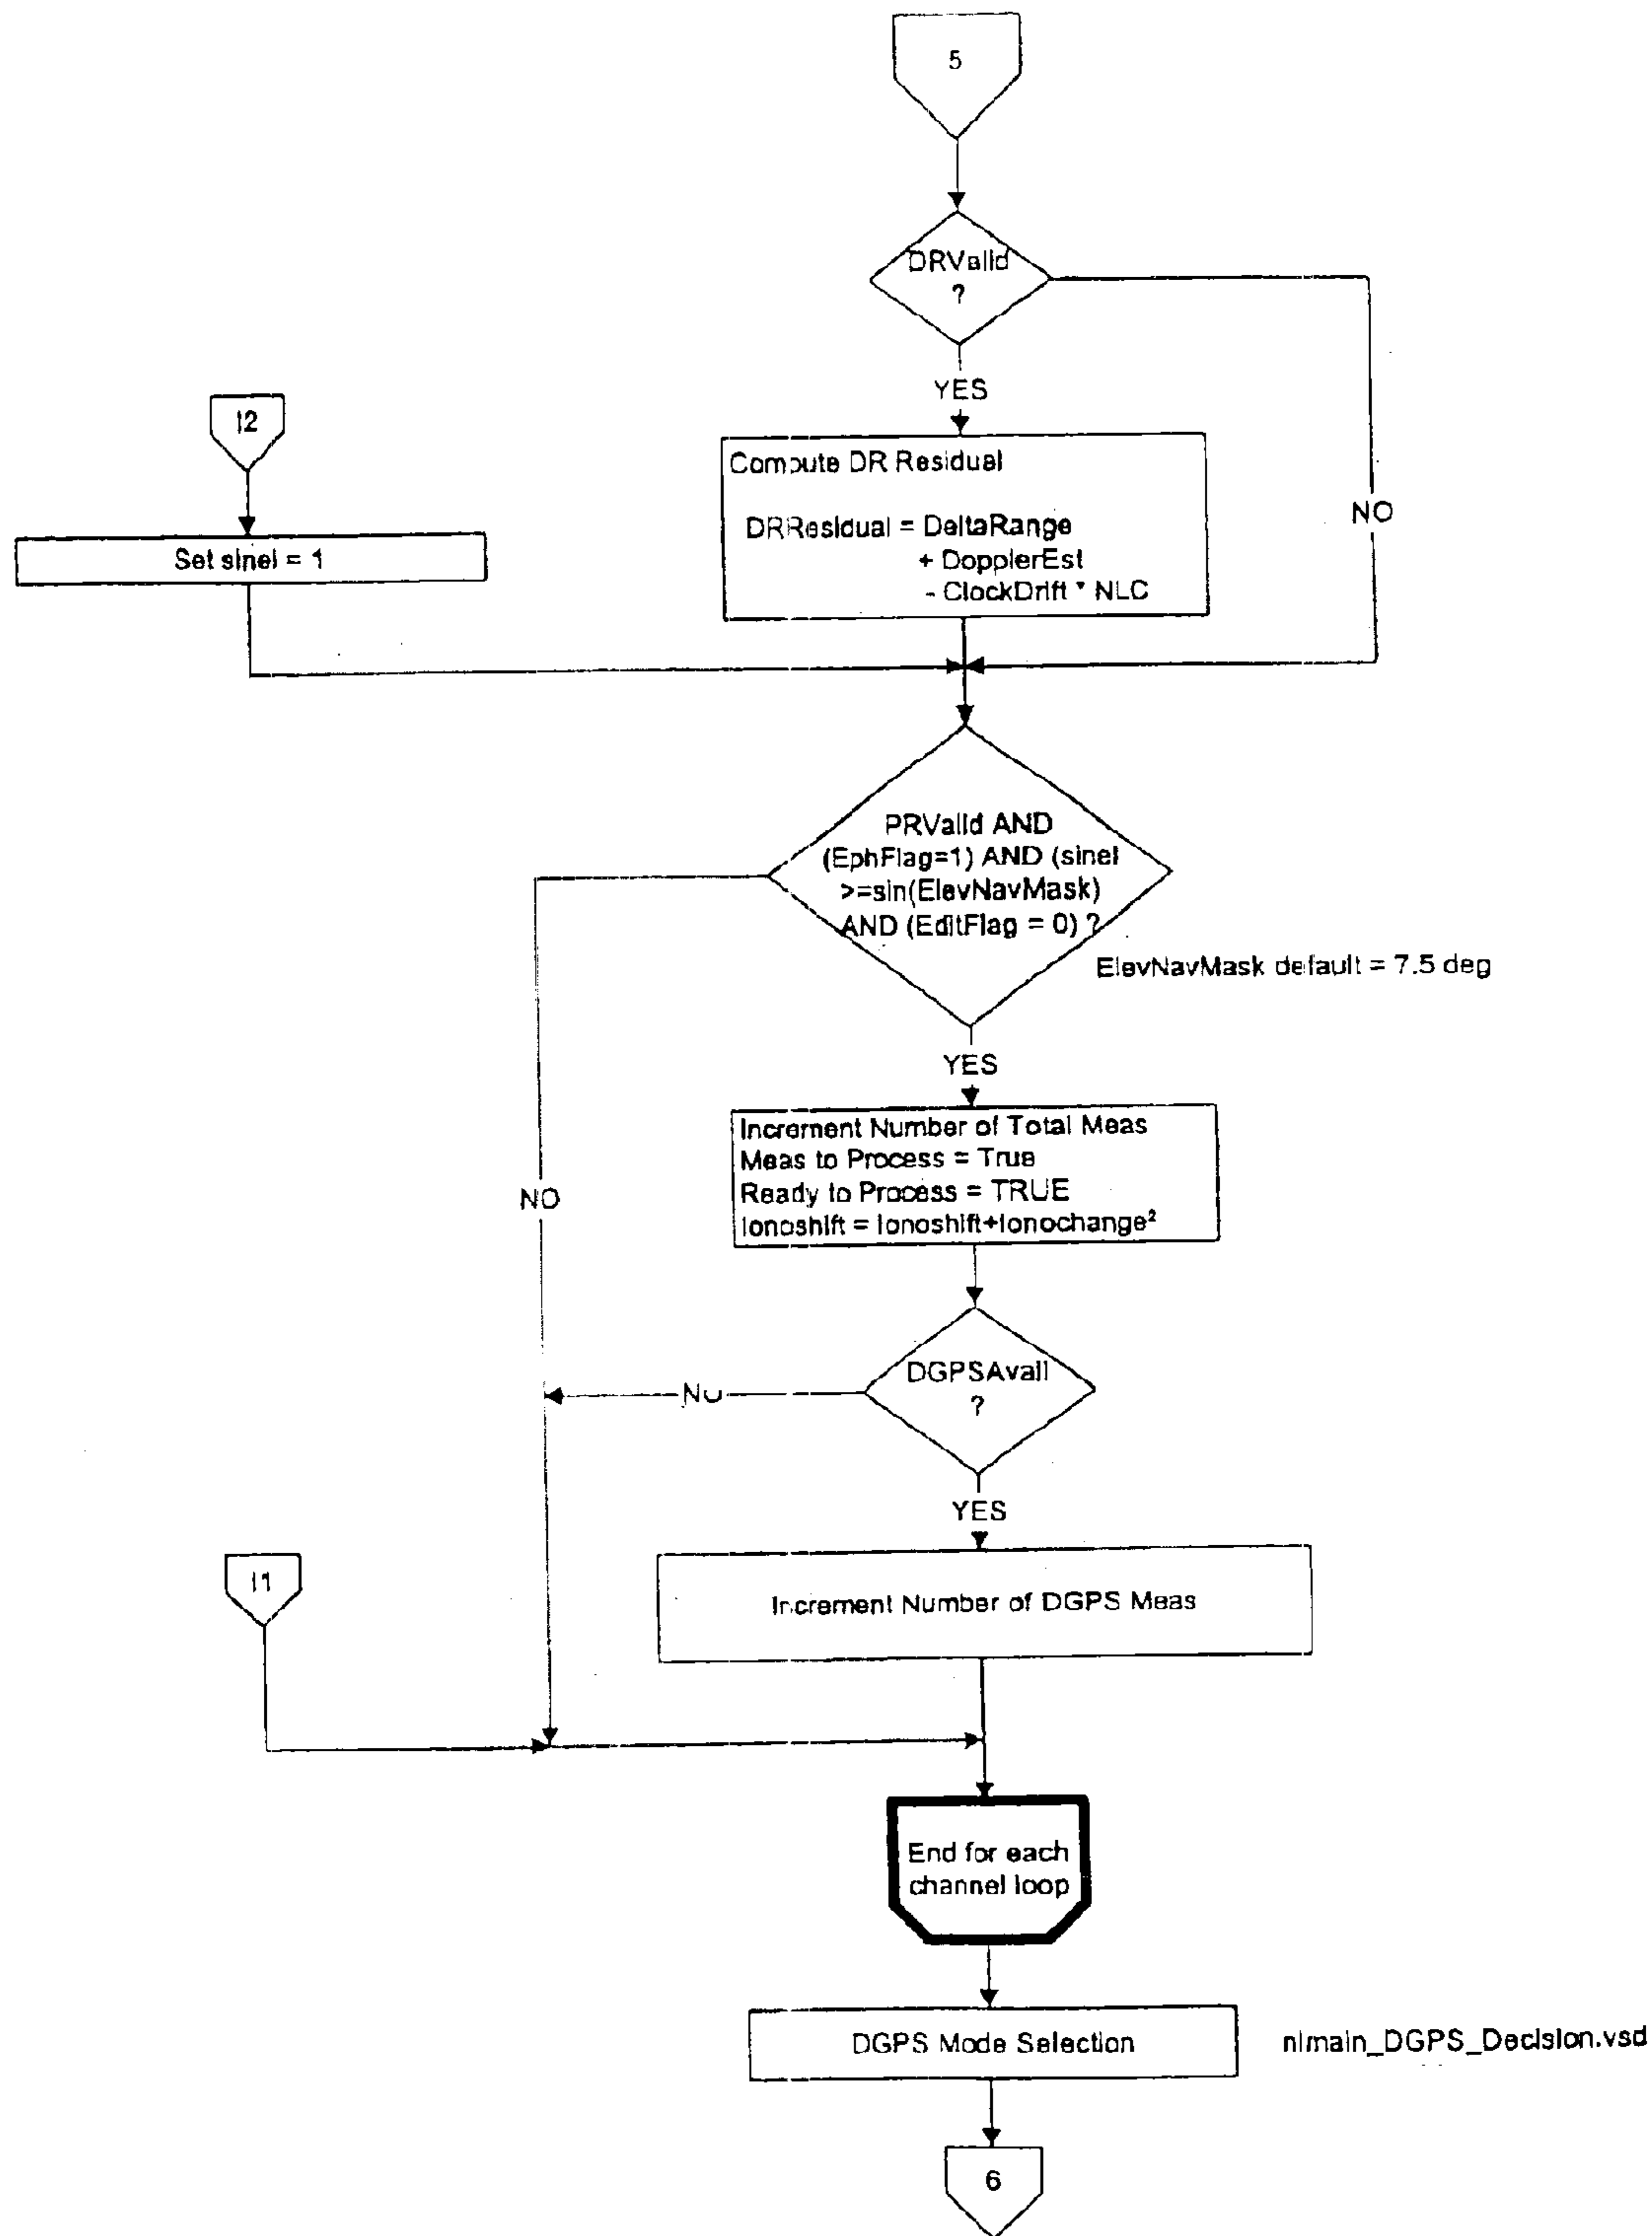 5
DRValid
?
YES
I2
Compute DR Residual
DRResidual = DeltaRange
+ DopplerEst
- ClockDrift * NLC
NO
Set sinel = 1
PRValid AND
(EphFlag=1) AND (sinel
>=sin(ElevNavMask)
AND (EditFlag = 0) ?
ElevNavMask default = 7.5 deg
YES
Increment Number of Total Meas
Meas to Process = True
Ready to Process = TRUE
Ionoshift = Ionoshift+Ionochange²
NO
DGPSAvail
?
NO
YES
I1
Increment Number of DGPS Meas
End for each
channel loop
DGPS Mode Selection
nlmain_DGPS_Decision.vsd
6